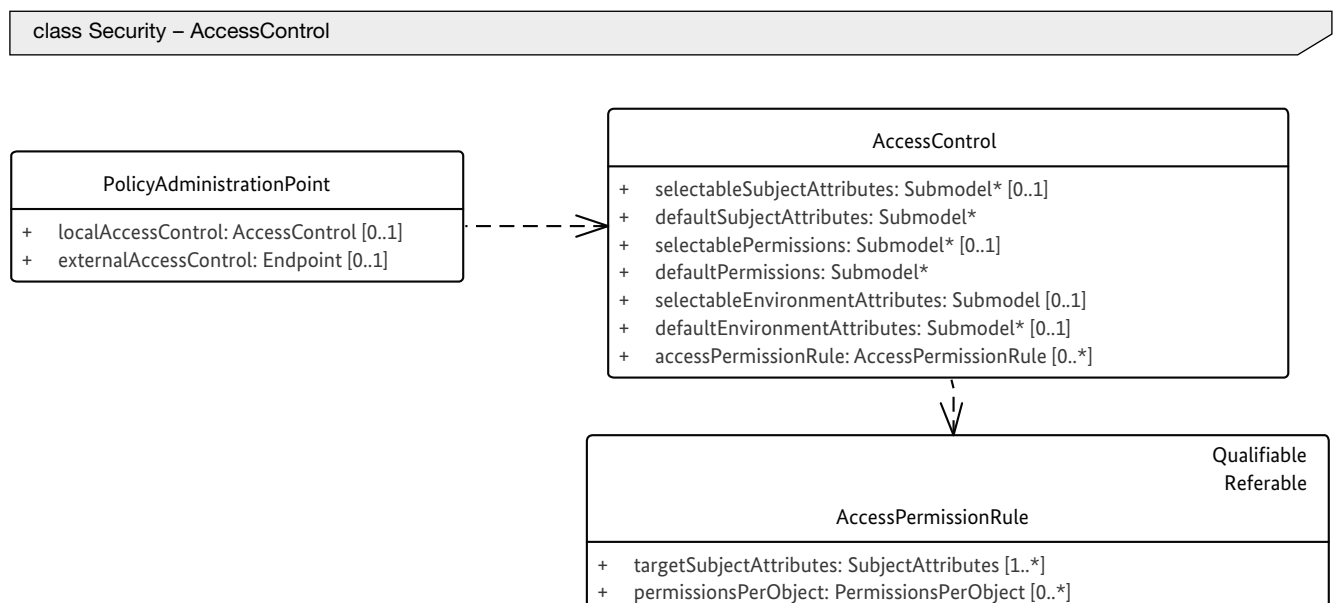 class Security – AccessControl
PolicyAdministrationPoint
+ localAccessControl: AccessControl [0..1]
+ externalAccessControl: Endpoint [0..1]
AccessControl
+ selectableSubjectAttributes: Submodel* [0..1]
+ defaultSubjectAttributes: Submodel*
+ selectablePermissions: Submodel* [0..1]
+ defaultPermissions: Submodel*
+ selectableEnvironmentAttributes: Submodel [0..1]
+ defaultEnvironmentAttributes: Submodel* [0..1]
+ accessPermissionRule: AccessPermissionRule [0..*]
Qualifiable
Referable
AccessPermissionRule
+ targetSubjectAttributes: SubjectAttributes [1..*]
+ permissionsPerObject: PermissionsPerObject [0..*]